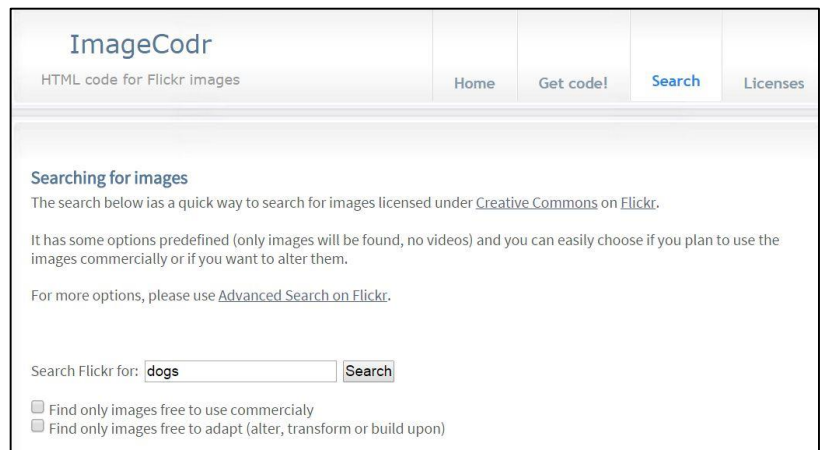 ImageCodr
HTML code for Flickr images
Home Get code! Search Licenses
Searching for images
The search below ias a quick way to search for images licensed under Creative Commons on Flickr.
It has some options predefined (only images will be found, no videos) and you can easily choose if you plan to use the
images commercially or if you want to alter them.
For more options, please use Advanced Search on Flickr.
Search Flickr for: dogs Search
Find only images free to use commercialy
Find only images free to adapt (alter, transform or build upon)